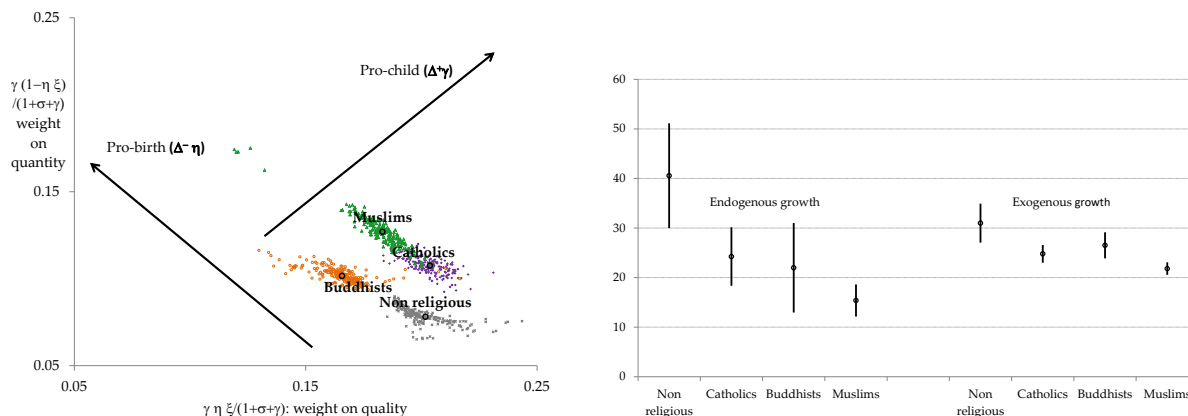 0.25
γ (1−η ξ)
/(1+σ+γ)
weight
on
quantity
Pro-child (Δ⁺γ)
Pro-birth (Δ⁻ η)
0.15
Muslims
Catholics
Buddhists
Non religious
0.05
0.05
0.15
0.25
γ η ξ/(1+σ+γ): weight on quality
60
50
40
30
20
10
0
Endogenous growth
Exogenous growth
Non
religious
Catholics
Buddhists
Muslims
Non
religious
Catholics
Buddhists
Muslims